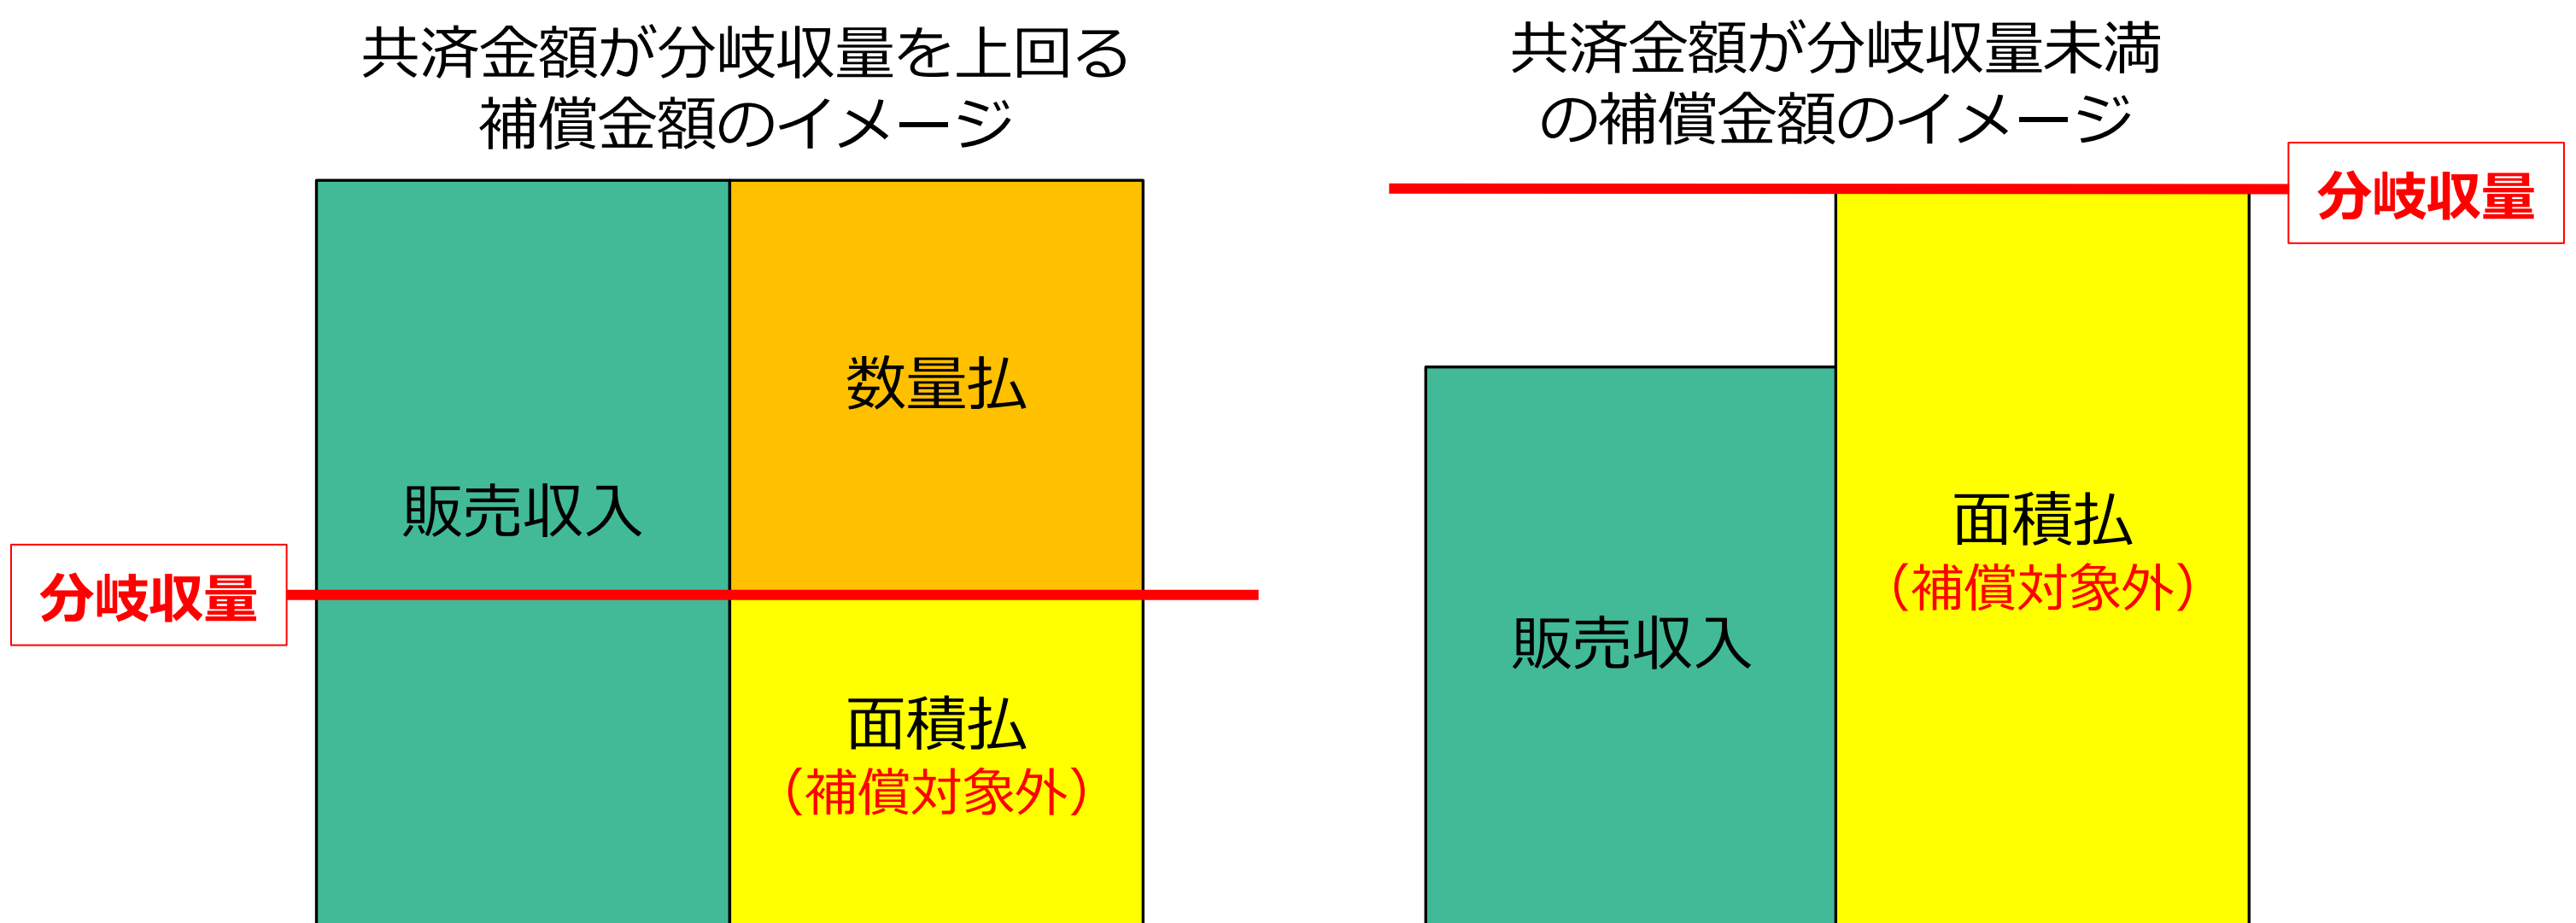 共済金額が分岐収量を上回る
補償金額のイメージ
数量払
販売収入
分岐収量
面積払
（補償対象外）
共済金額が分岐収量未満
の補償金額のイメージ
分岐収量
面積払
（補償対象外）
販売収入